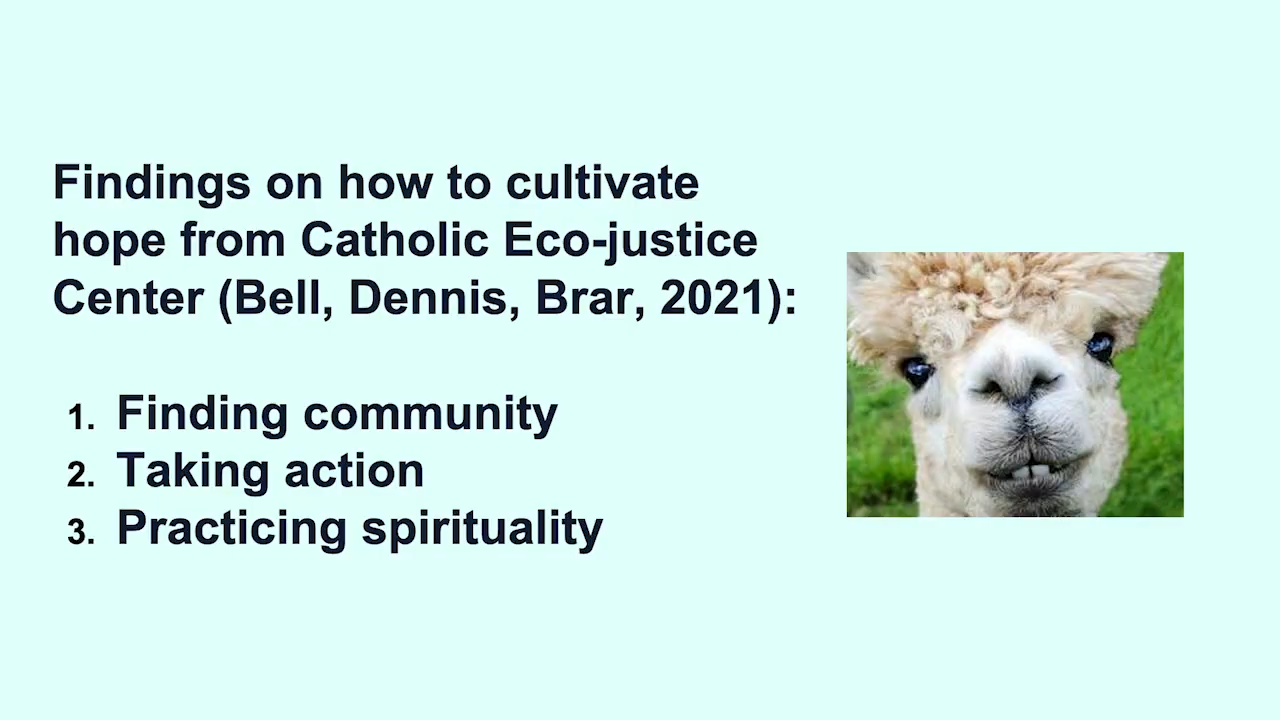 Findings on how to cultivate
hope from Catholic Eco-justice
Center (Bell, Dennis, Brar, 2021):
1. Finding community
2. Taking action
3. Practicing spirituality